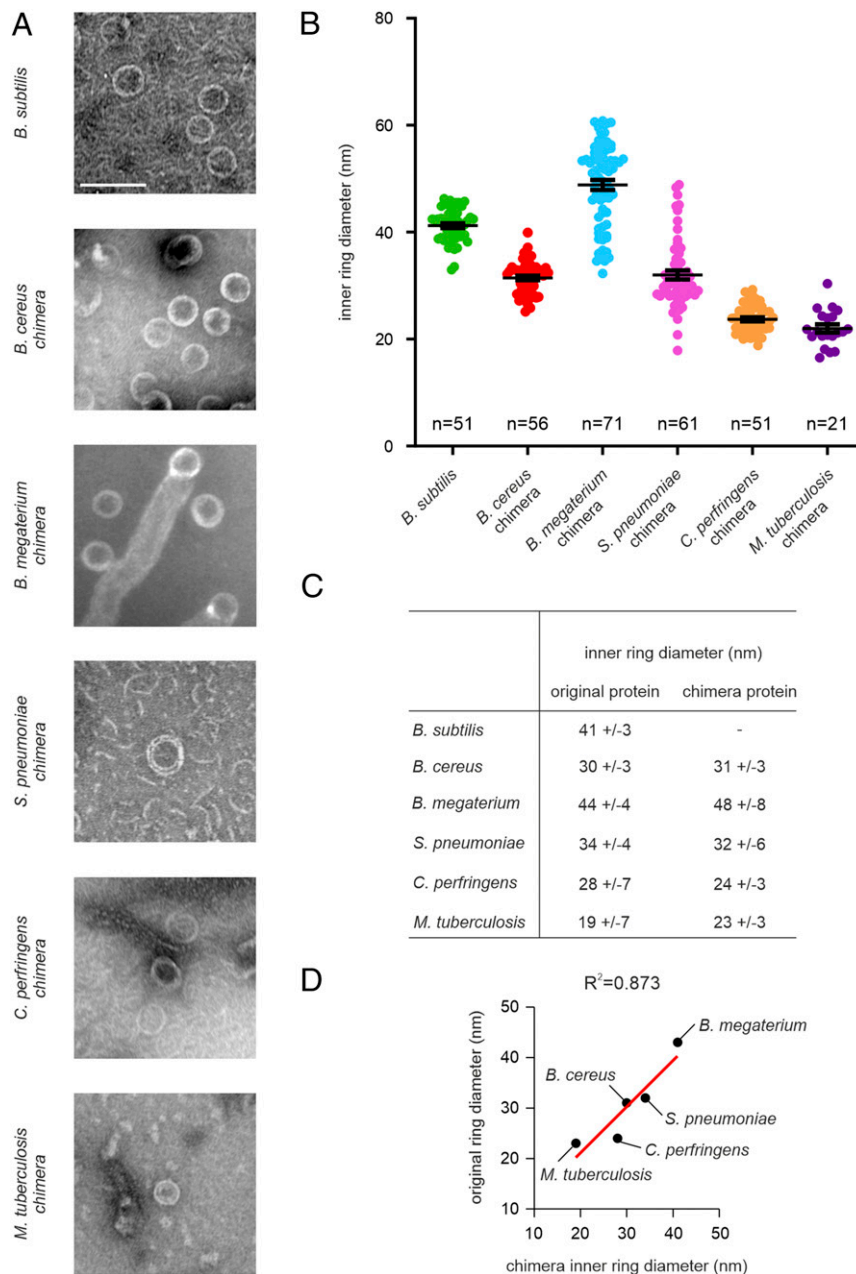 A
B. subtilis
B. cereus
chimera
B. megaterium
chimera
S. pneumoniae
chimera
C. perfringens
chimera
M. tuberculosis
chimera
B
inner ring diameter (nm)
80
60
40
20
0
n=51 n=56 n=71 n=61 n=51 n=21
B. subtilis
B. cereus
chimera
B. megaterium
chimera
S. pneumoniae
chimera
C. perfringens
chimera
M. tuberculosis
chimera
C
inner ring diameter (nm)
original protein chimera protein
B. subtilis 41 +/-3 -
B. cereus 30 +/-3 31 +/-3
B. megaterium 44 +/-4 48 +/-8
S. pneumoniae 34 +/-4 32 +/-6
C. perfringens 28 +/-7 24 +/-3
M. tuberculosis 19 +/-7 23 +/-3
D
R²=0.873
original ring diameter (nm)
50
40
30
20
10
B. megaterium
B. cereus
S. pneumoniae
C. perfringens
M. tuberculosis
10 20 30 40 50
chimera inner ring diameter (nm)